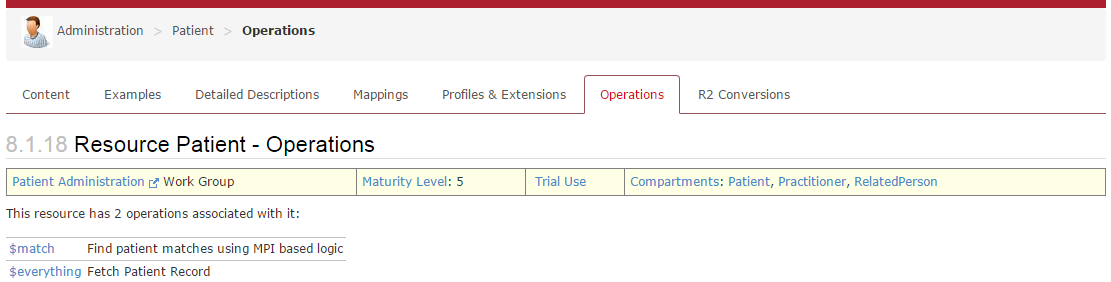 Administration > Patient > Operations
Content Examples Detailed Descriptions Mappings Profiles & Extensions Operations R2 Conversions
8.1.18 Resource Patient - Operations
Patient Administration Work Group Maturity Level: 5 Trial Use Compartments: Patient, Practitioner, RelatedPerson
This resource has 2 operations associated with it:
$match Find patient matches using MPI based logic
$everything Fetch Patient Record